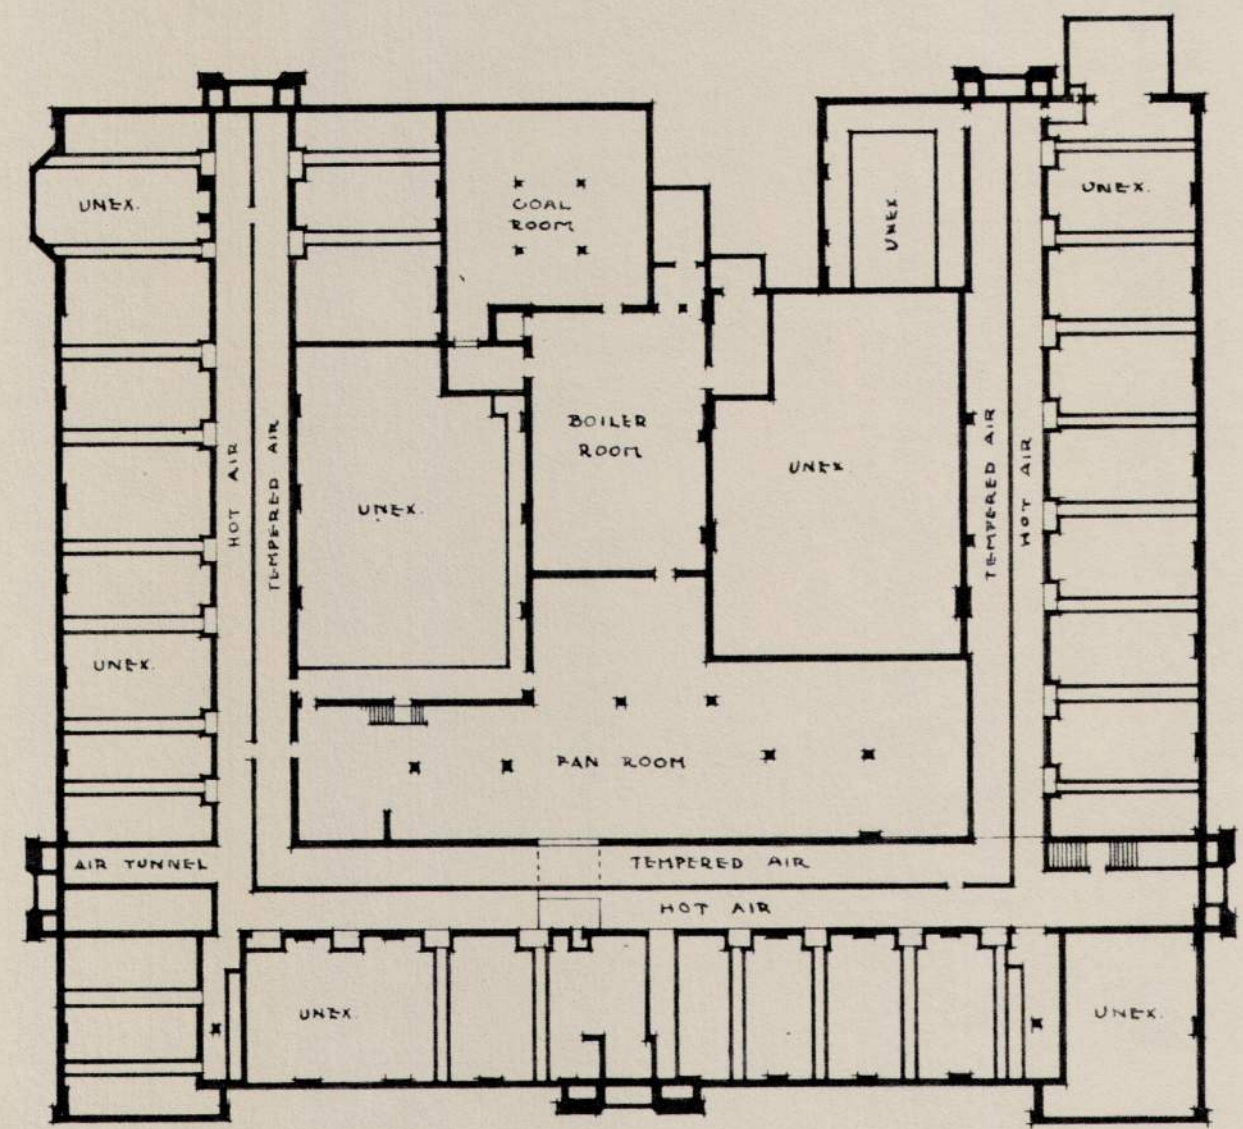 UNEX.
COAL
ROOM
UNEX.
UNEX.
BOILER
ROOM
HOT AIR
TEMPERED AIR
UNEX.
UNEX.
TEMPERED AIR
HOT AIR
UNEX.
FAN ROOM
AIR TUNNEL
TEMPERED AIR
HOT AIR
UNEX.
UNEX.